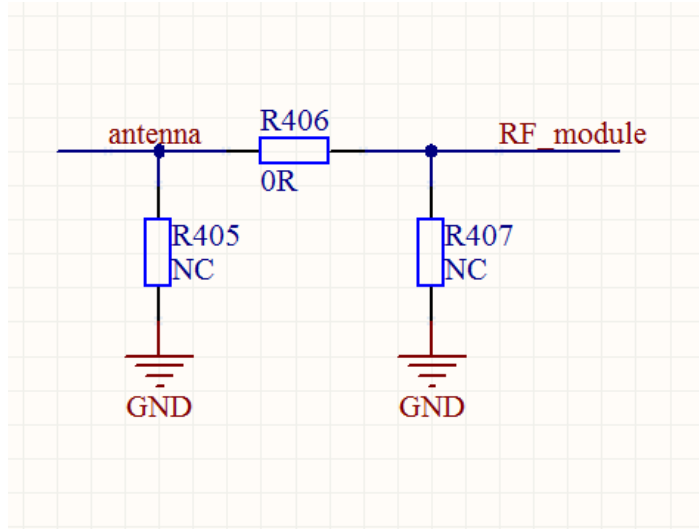 R406
antenna
RF_module
0R
R405
NC
R407
NC
GND
GND